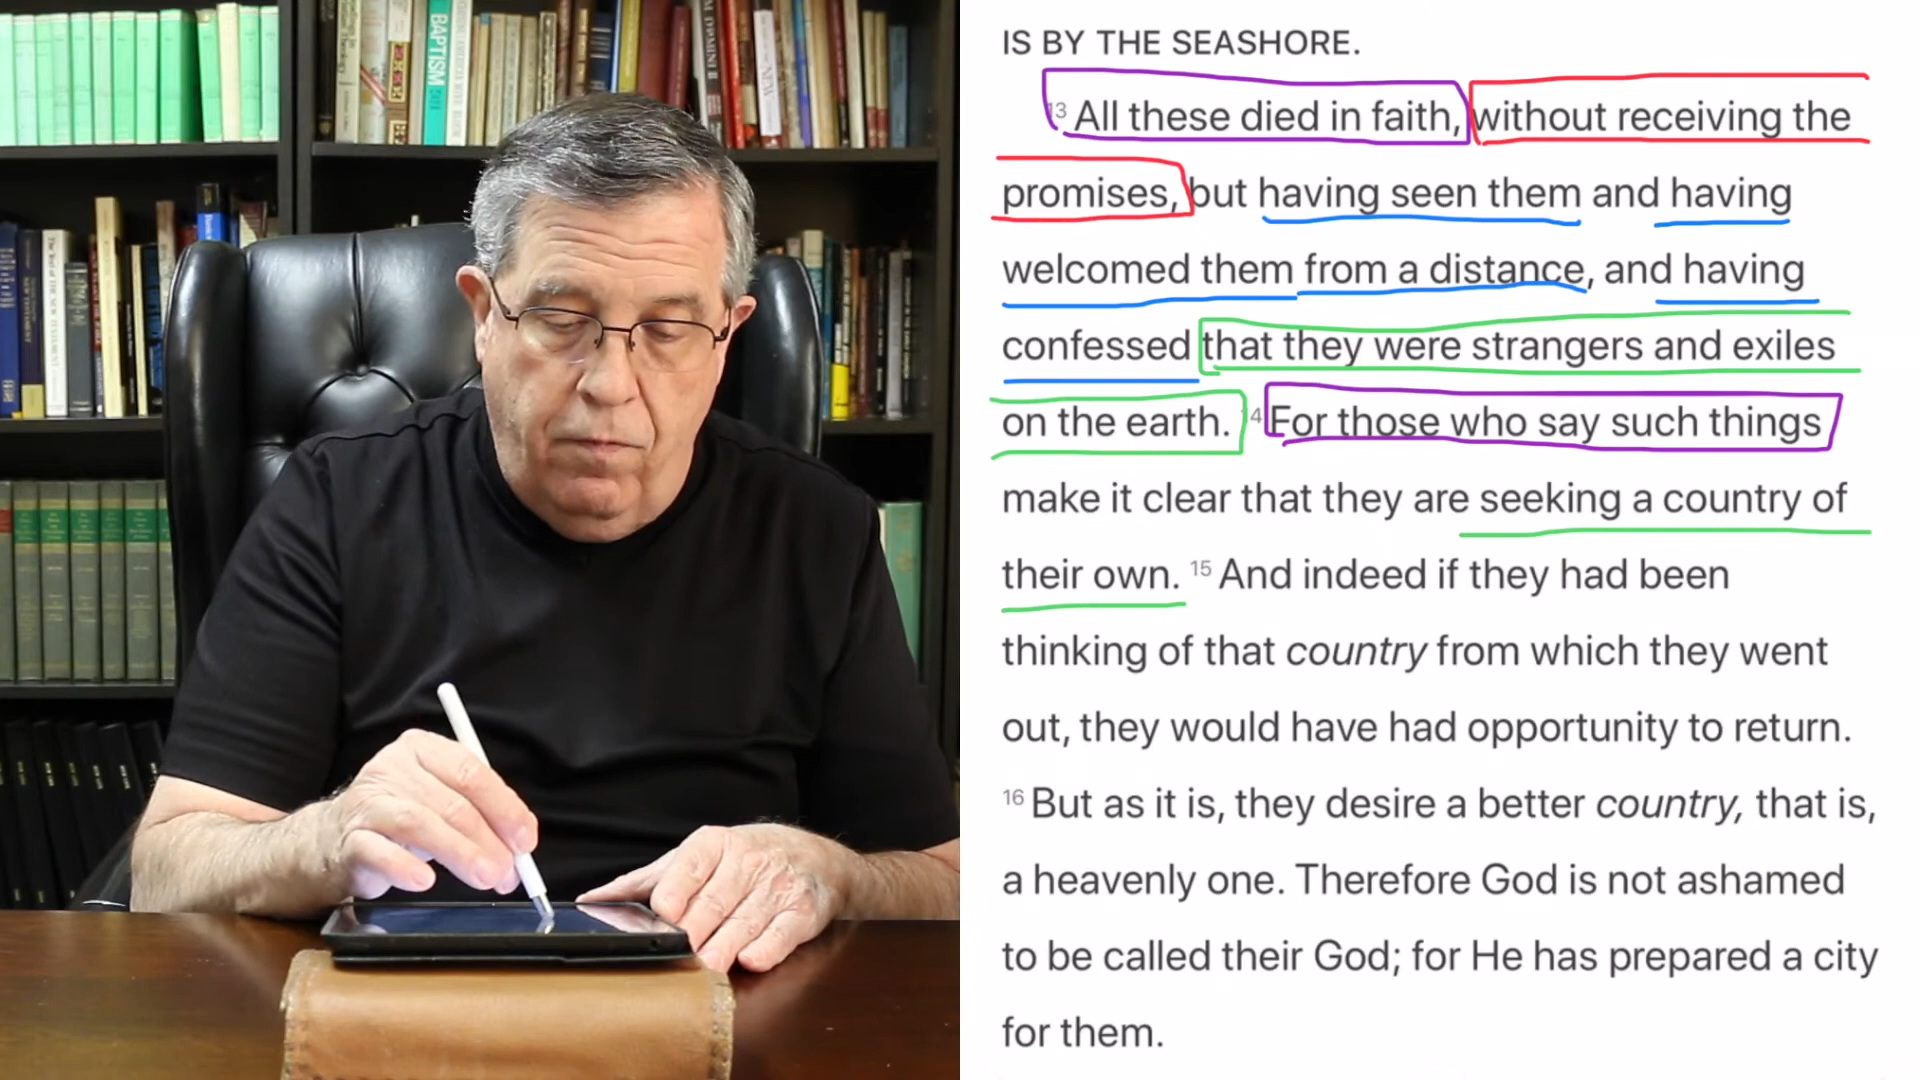 BAPTISM
IS BY THE SEASHORE.
13 All these died in faith, without receiving the
promises, but having seen them and having
welcomed them from a distance, and having
confessed that they were strangers and exiles
on the earth. 14 For those who say such things
make it clear that they are seeking a country of
their own. 15 And indeed if they had been
thinking of that country from which they went
out, they would have had opportunity to return.
16 But as it is, they desire a better country, that is,
a heavenly one. Therefore God is not ashamed
to be called their God; for He has prepared a city
for them.